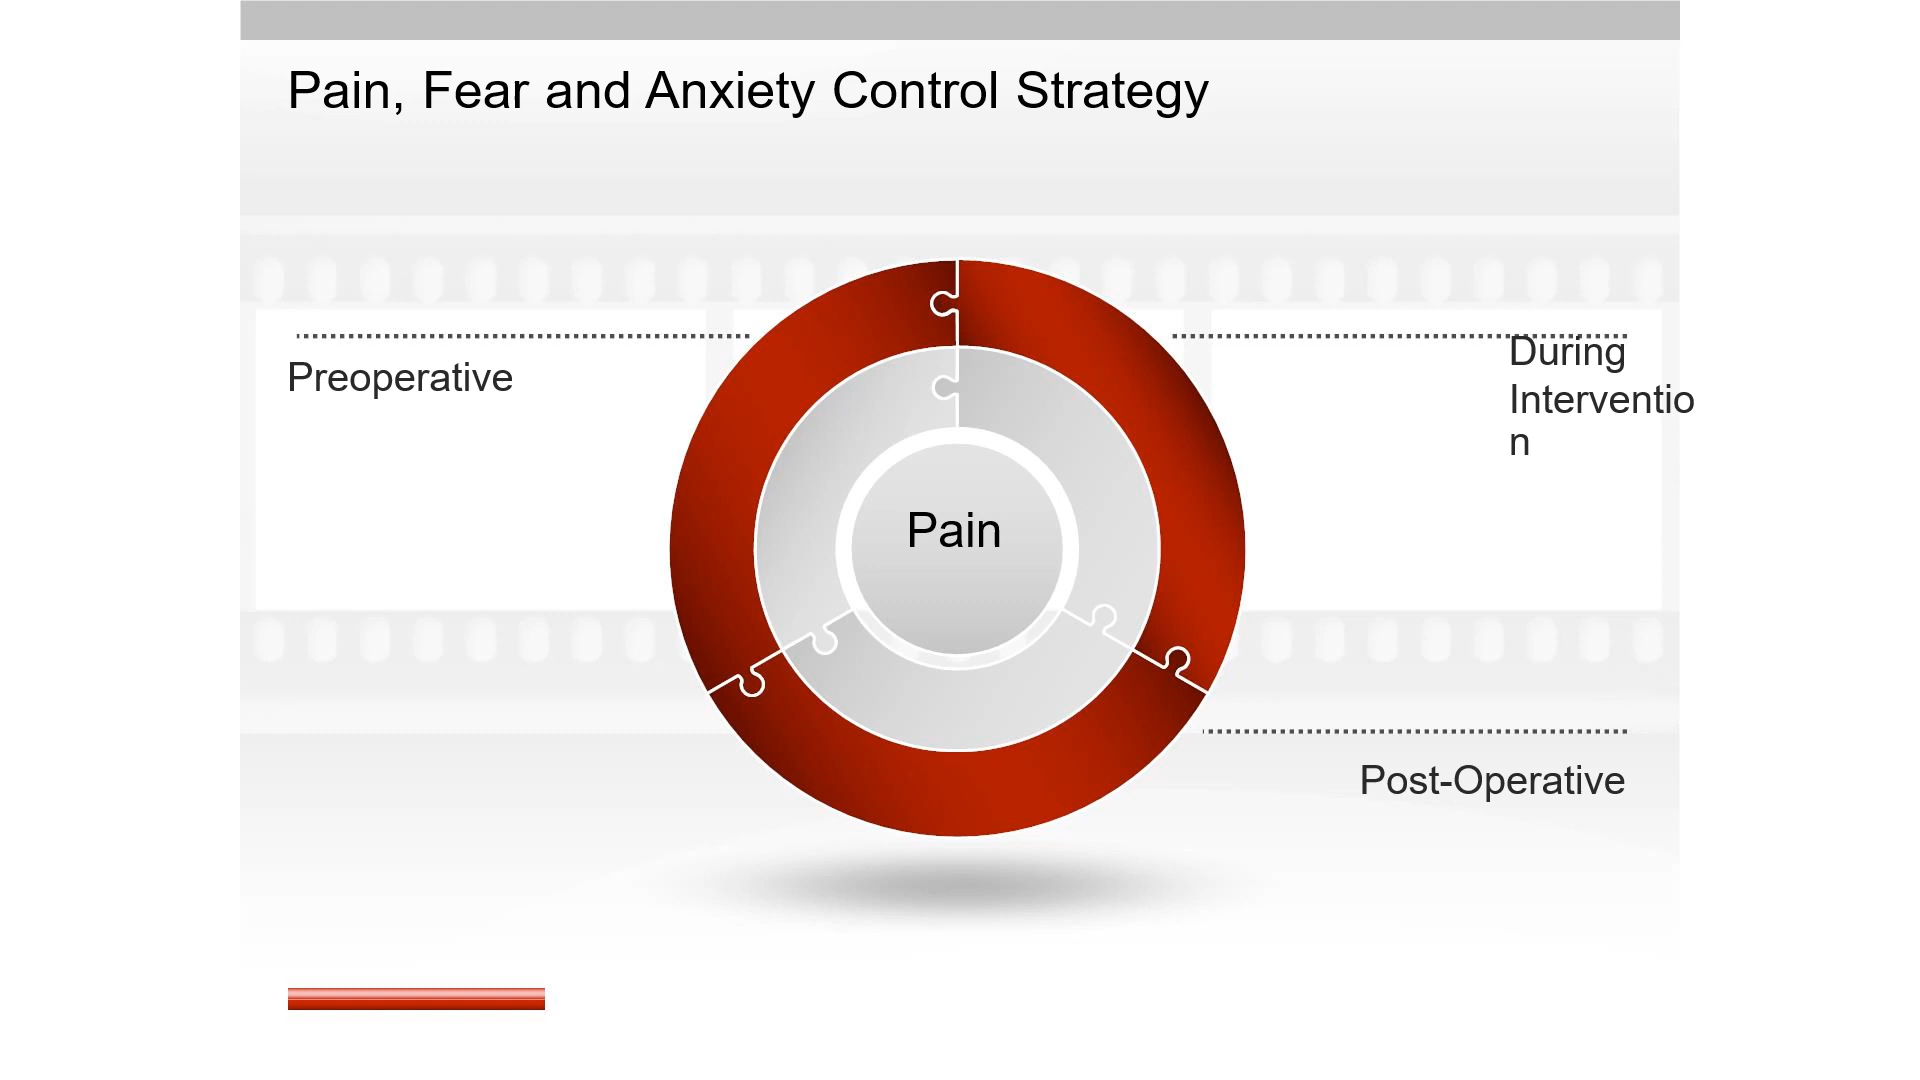 Pain, Fear and Anxiety Control Strategy
Preoperative
During
Interventio
n
Pain
Post-Operative